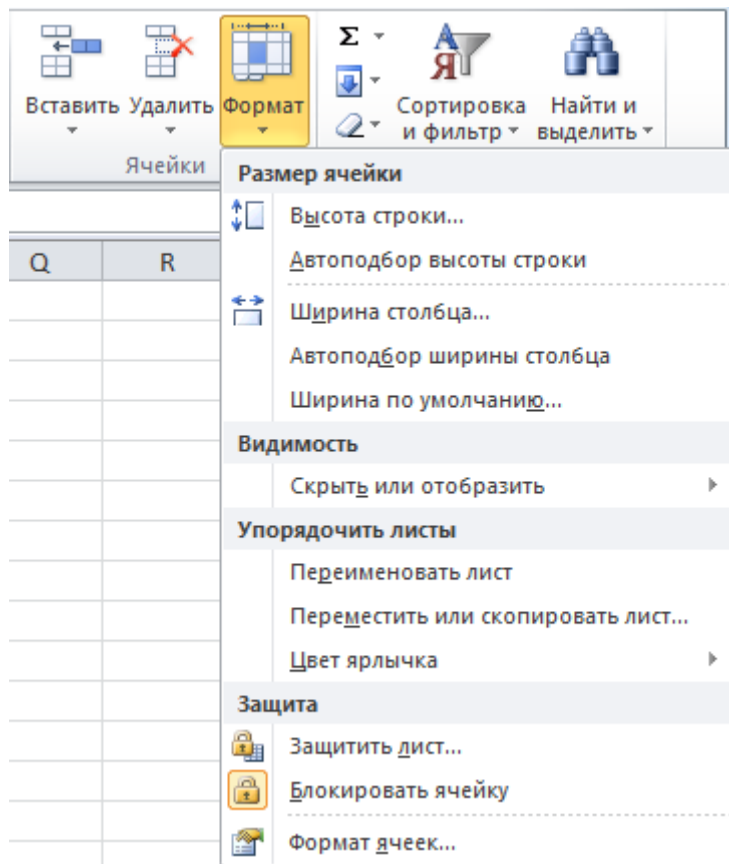 Σ
Вставить Удалить Формат
Сортировка и фильтр
Найти и выделить
Ячейки
Q R
Размер ячейки
Высота строки...
Автоподбор высоты строки
Ширина столбца...
Автоподбор ширины столбца
Ширина по умолчанию...
Видимость
Скрыть или отобразить
Упорядочить листы
Переименовать лист
Переместить или скопировать лист...
Цвет ярлычка
Защита
Защитить лист...
Блокировать ячейку
Формат ячеек...